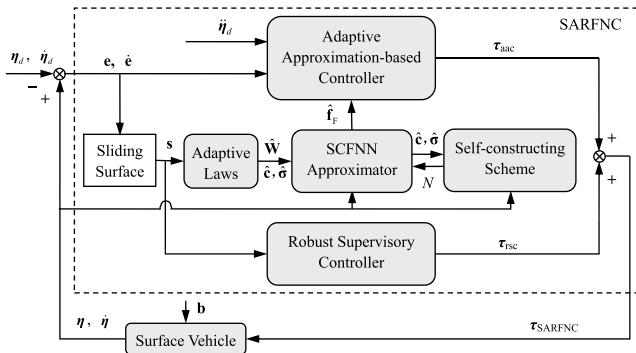 SARFNC
η̈_d
η_d, η̇_d
e, ė
Adaptive
Approximation-based
Controller
τ_aac
−
+
f̂_F
+
Sliding
Surface
s
Adaptive
Laws
Ŵ
ĉ, σ̂
SCFNN
Approximator
ĉ, σ̂
N
Self-constructing
Scheme
+
Robust Supervisory
Controller
τ_rsc
b
η, η̇
Surface Vehicle
τ_SARFNC